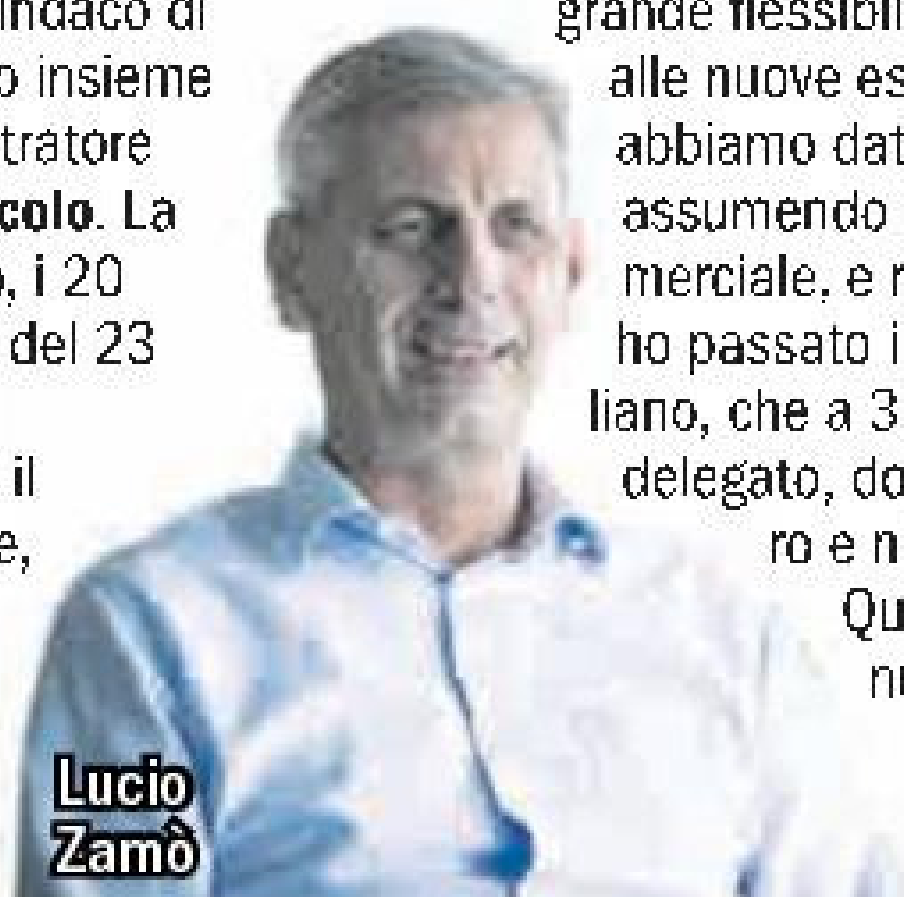 indaco di
o insieme
tratore
colo. La
o, i 20
del 23
il
e,
grande flessibili
alle nuove es
abbiamo dat
assumendo
merciale, e r
ho passato i
liano, che a 3
delegato, do
ro e n
Qu
nu
Lucio
Zamò